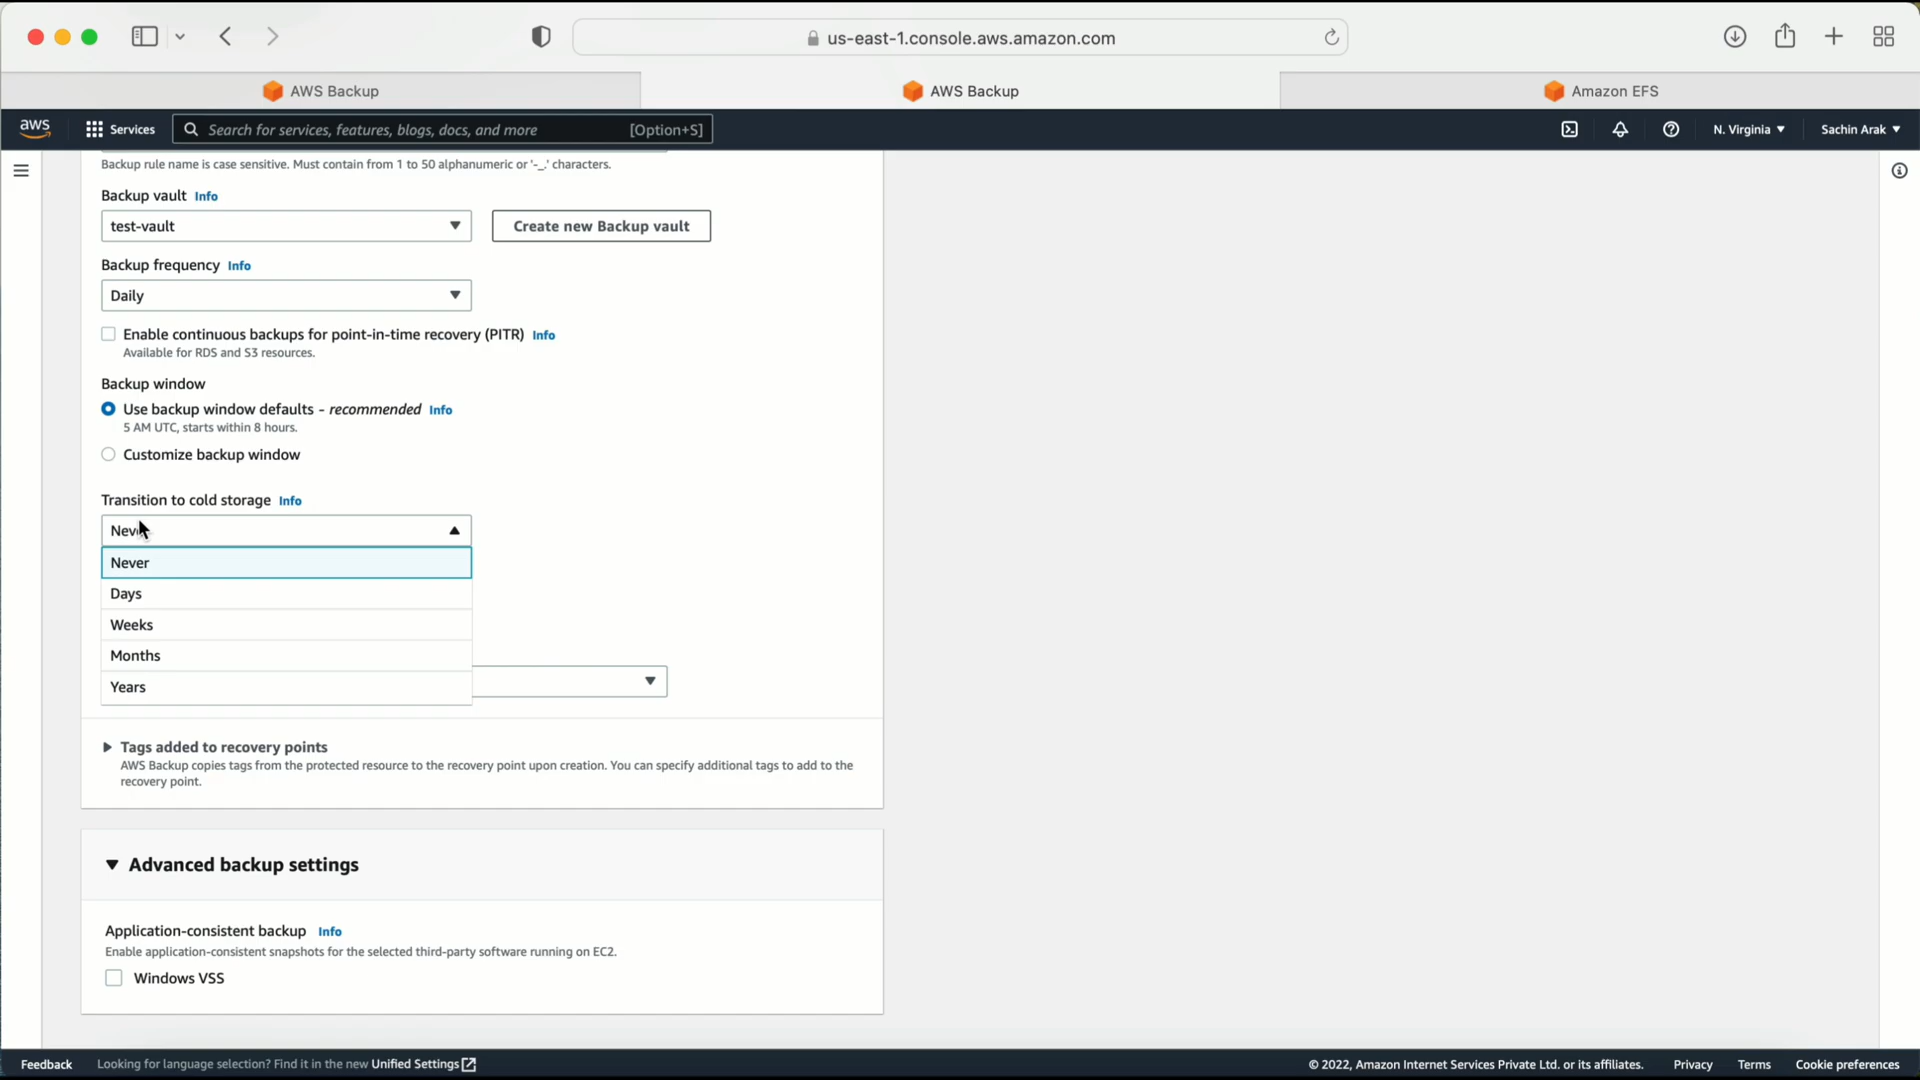 us-east-1.console.aws.amazon.com
AWS Backup
AWS Backup
Amazon EFS
aws
Services
Search for services, features, blogs, docs, and more
[Option+S]
N. Virginia
Sachin Arak
Backup rule name is case sensitive. Must contain from 1 to 50 alphanumeric or '-_.' characters.
Backup vault Info
test-vault
Create new Backup vault
Backup frequency Info
Daily
Enable continuous backups for point-in-time recovery (PITR) Info
Available for RDS and S3 resources.
Backup window
Use backup window defaults - recommended Info
5 AM UTC, starts within 8 hours.
Customize backup window
Transition to cold storage Info
Never
Days
Weeks
Months
Years
Tags added to recovery points
AWS Backup copies tags from the protected resource to the recovery point upon creation. You can specify additional tags to add to the
recovery point.
Advanced backup settings
Application-consistent backup Info
Enable application-consistent snapshots for the selected third-party software running on EC2.
Windows VSS
Feedback
Looking for language selection? Find it in the new Unified Settings
© 2022, Amazon Internet Services Private Ltd. or its affiliates.
Privacy
Terms
Cookie preferences